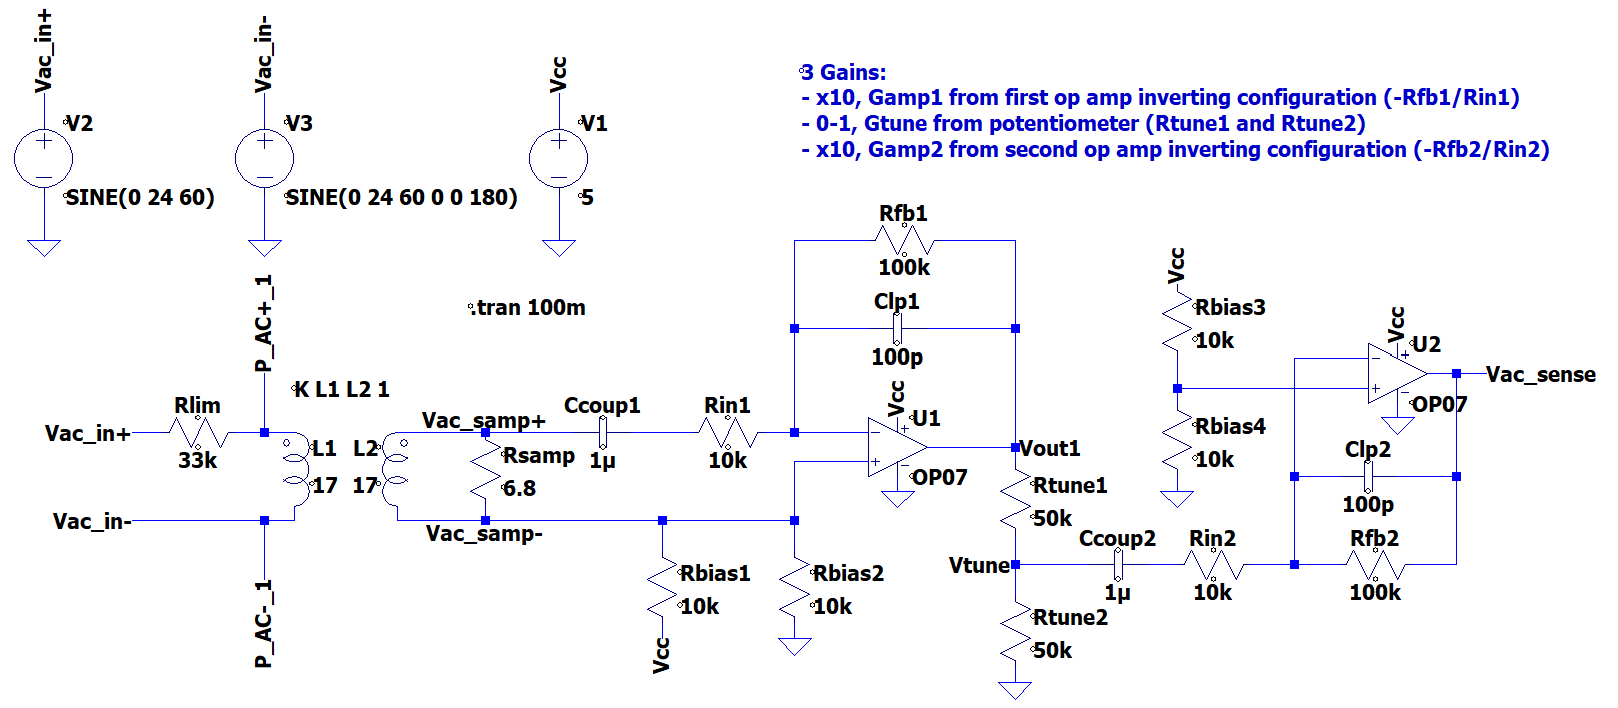 Vac_in+
V2
SINE(0 24 60)
Vac_in-
V3
SINE(0 24 60 0 0 180)
Vcc
V1
5
3 Gains:
- x10, Gamp1 from first op amp inverting configuration (-Rfb1/Rin1)
- 0-1, Gtune from potentiometer (Rtune1 and Rtune2)
- x10, Gamp2 from second op amp inverting configuration (-Rfb2/Rin2)
.tran 100m
P_AC+_1
K L1 L2 1
Vac_in+
Rlim
33k
Vac_in-
P_AC-_1
L1
17
L2
17
Vac_samp+
Rsamp
6.8
Vac_samp-
Ccoup1
1µ
Rin1
10k
Rfb1
100k
Clp1
100p
Vcc
U1
OP07
Rbias1
10k
Vcc
Rbias2
10k
Vout1
Rtune1
50k
Vtune
Rtune2
50k
Ccoup2
1µ
Rin2
10k
Vcc
Rbias3
10k
Rbias4
10k
Vcc
U2
OP07
Vac_sense
Clp2
100p
Rfb2
100k